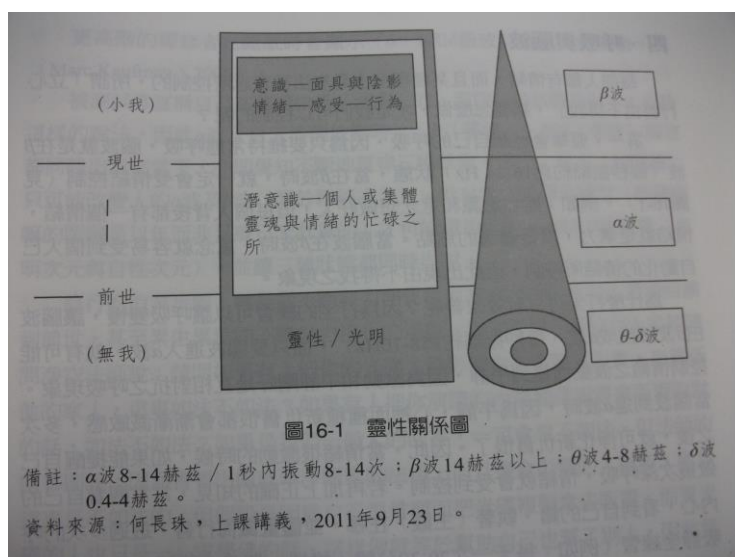 意識—面具與陰影
情緒—感受—行為
(小我)
β波
現世
潛意識—個人或集體
靈魂與情緒的忙碌之
所
α波
前世
靈性/光明
(無我)
θ-δ波
圖16-1 靈性關係圖
備註：α波8-14赫茲/1秒內振動8-14次；β波14赫茲以上；θ波4-8赫茲；δ波
0.4-4赫茲。
資料來源：何長珠，上課講義，2011年9月23日。